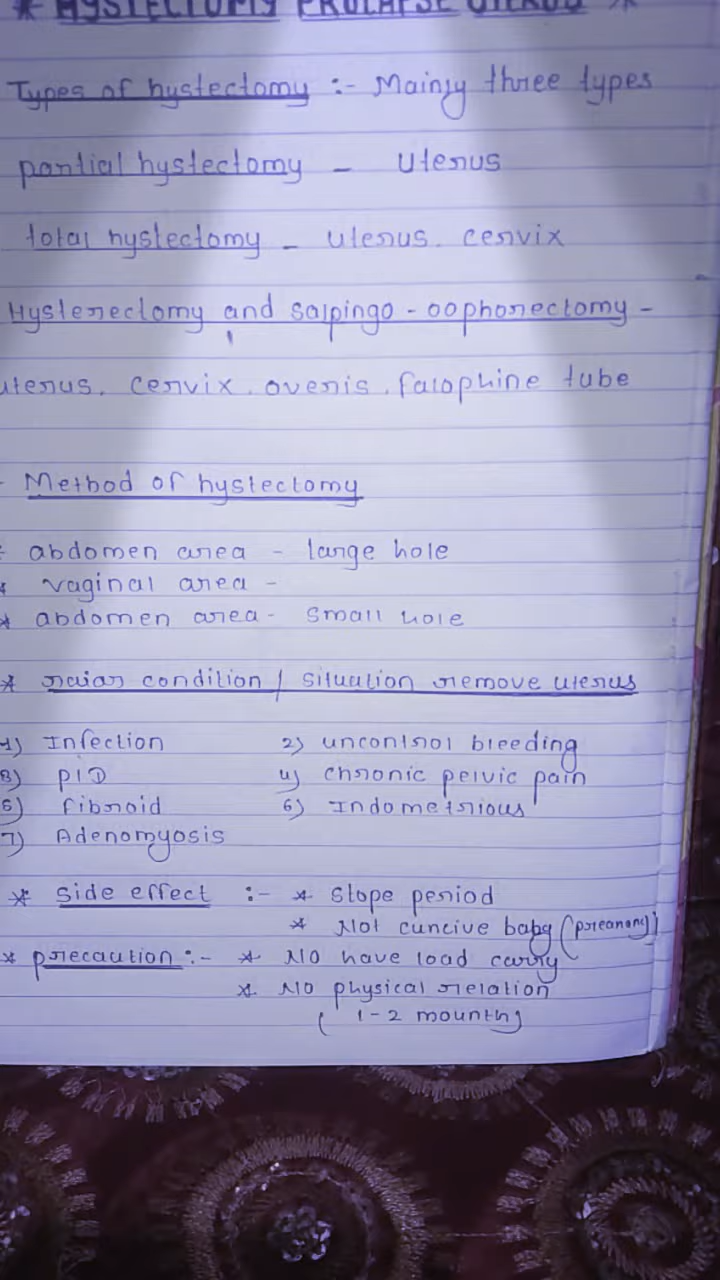 * HYSTECTOMY PROLAPSE UTERUS *
Types of hystectomy :- Mainly three types
partial hystectomy - Uterus
total hystectomy - uterus. cervix
Hysterectomy and salpingo-oophorectomy -
uterus. cervix. overis. falophine tube
- Method of hystectomy
* abdomen area - large hole
* vaginal area -
* abdomen area - small hole
* condition / situation remove uterus
1) Infection 2) uncontrol bleeding
3) PID 4) chronic pelvic pain
5) fibroid 6) Indometrious
7) Adenomyosis
* side effect :- * stope period
* Not cuncive baby
* precaution :- * No have load carry
* No physical relation
( 1-2 mounth)